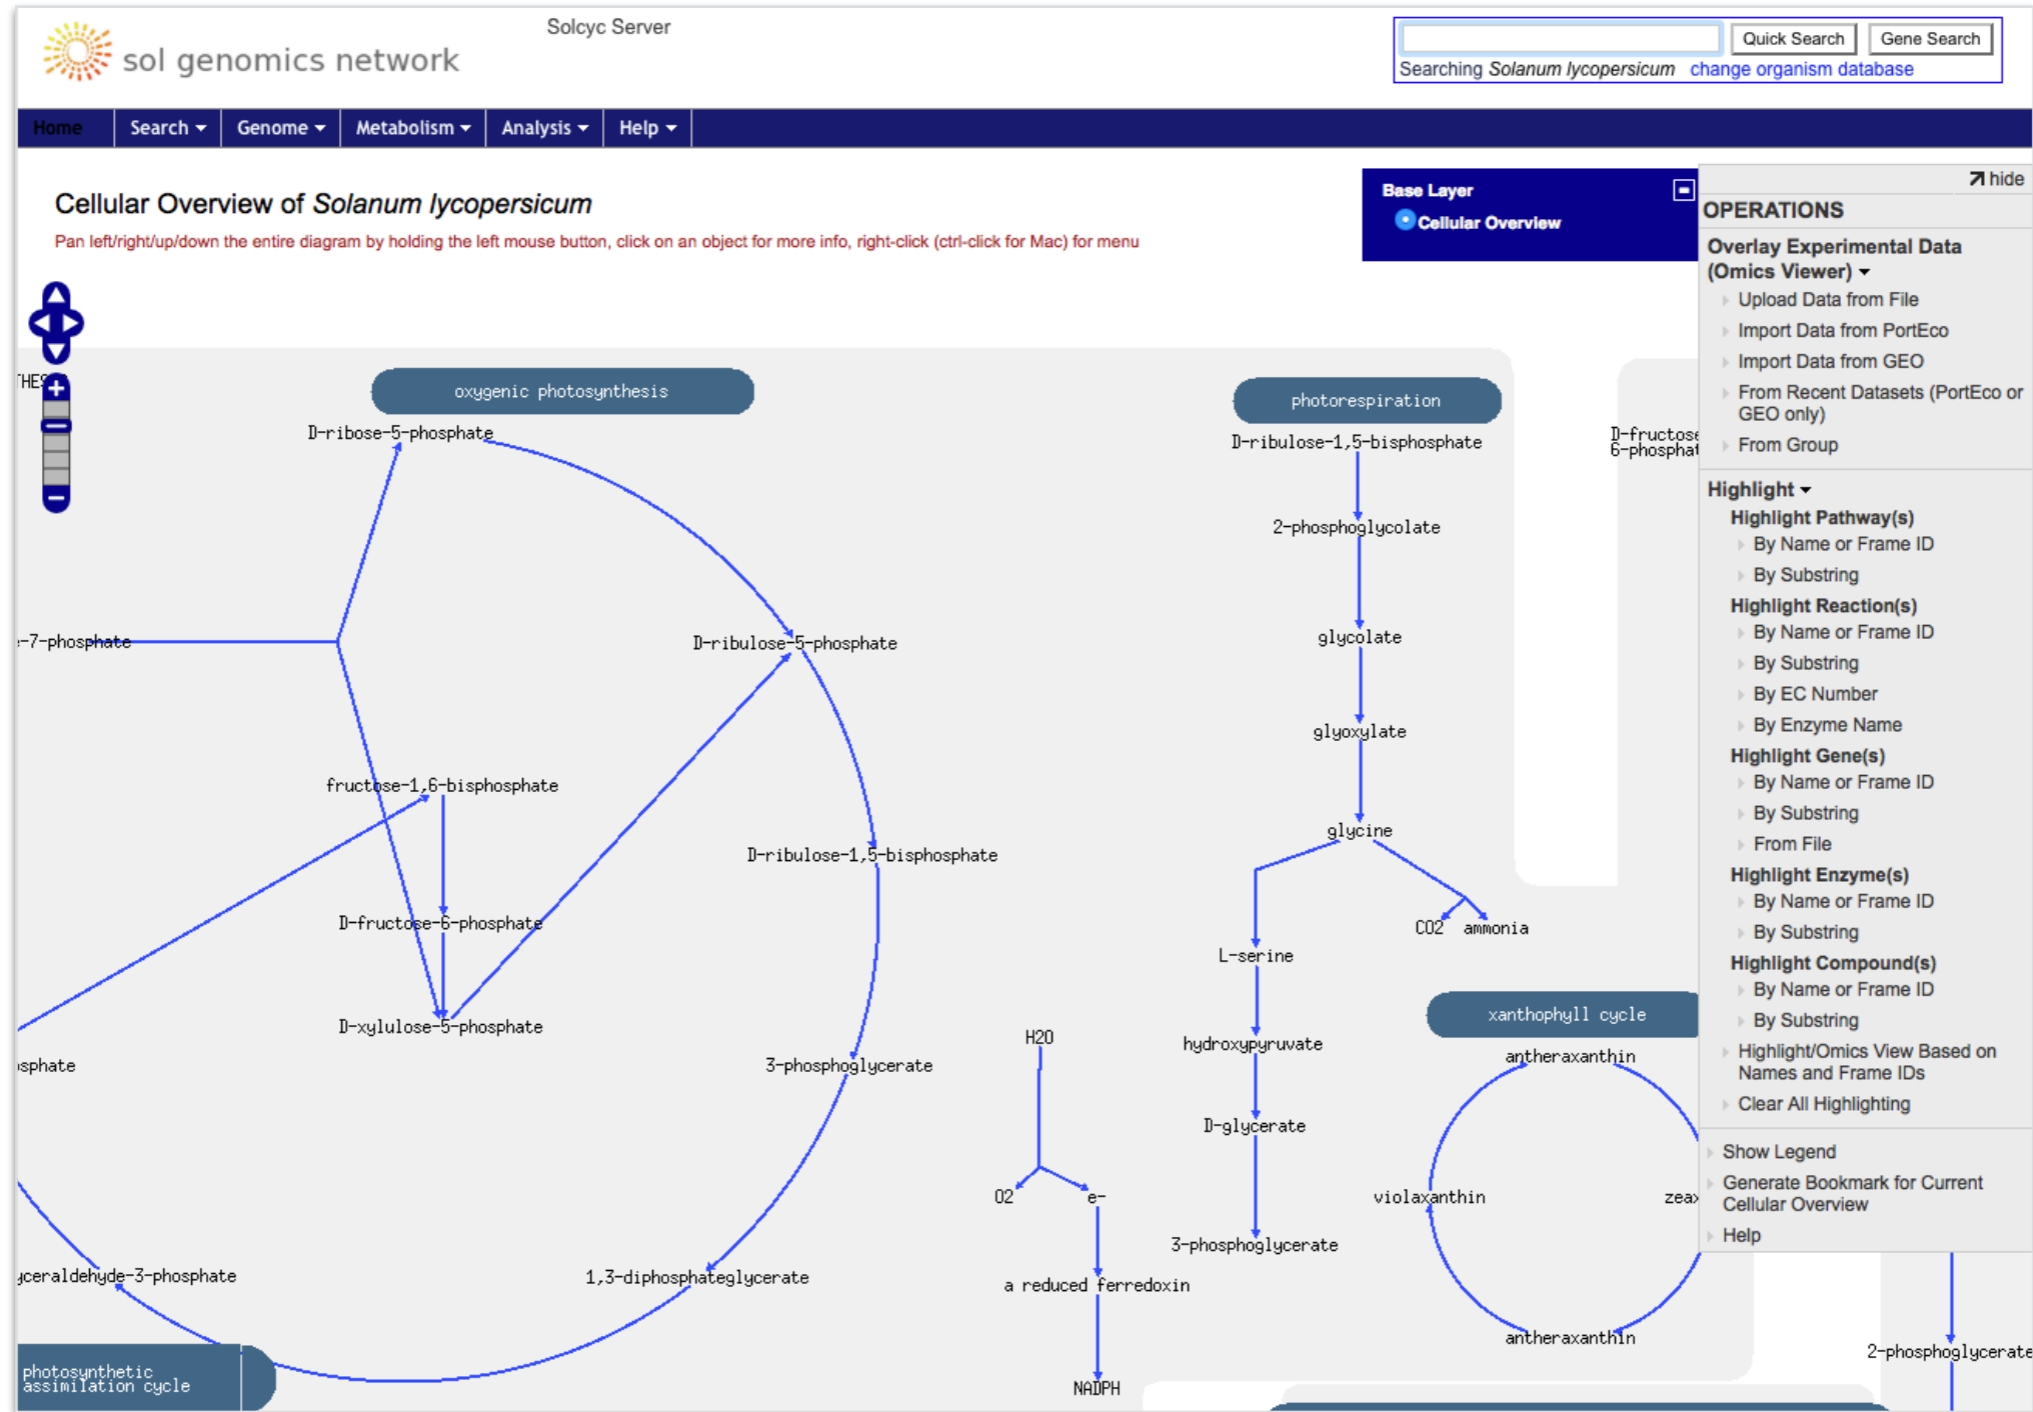 Solcyc Server
sol genomics network
Quick Search
Gene Search
Searching Solanum lycopersicum change organism database
Home
Search
Genome
Metabolism
Analysis
Help
Cellular Overview of Solanum lycopersicum
Pan left/right/up/down the entire diagram by holding the left mouse button, click on an object for more info, right-click (ctrl-click for Mac) for menu
Base Layer
Cellular Overview
hide
OPERATIONS
Overlay Experimental Data
(Omics Viewer)
Upload Data from File
Import Data from PortEco
Import Data from GEO
From Recent Datasets (PortEco or
GEO only)
From Group
Highlight
Highlight Pathway(s)
By Name or Frame ID
By Substring
Highlight Reaction(s)
By Name or Frame ID
By Substring
By EC Number
By Enzyme Name
Highlight Gene(s)
By Name or Frame ID
By Substring
From File
Highlight Enzyme(s)
By Name or Frame ID
By Substring
Highlight Compound(s)
By Name or Frame ID
By Substring
Highlight/Omics View Based on
Names and Frame IDs
Clear All Highlighting
Show Legend
Generate Bookmark for Current
Cellular Overview
Help
THES
oxygenic photosynthesis
D-ribose-5-phosphate
-7-phosphate
D-ribulose-5-phosphate
fructose-1,6-bisphosphate
D-ribulose-1,5-bisphosphate
D-fructose-6-phosphate
D-xylulose-5-phosphate
osphate
3-phosphoglycerate
yceraldehyde-3-phosphate
1,3-diphosphateglycerate
photosynthetic
assimilation cycle
H2O
O2
e-
a reduced ferredoxin
NADPH
photorespiration
D-ribulose-1,5-bisphosphate
2-phosphoglycolate
glycolate
glyoxylate
glycine
CO2
ammonia
L-serine
hydroxypyruvate
D-glycerate
3-phosphoglycerate
D-fructose
6-phosphat
xanthophyll cycle
antheraxanthin
violaxanthin
zeax
antheraxanthin
2-phosphoglycerate